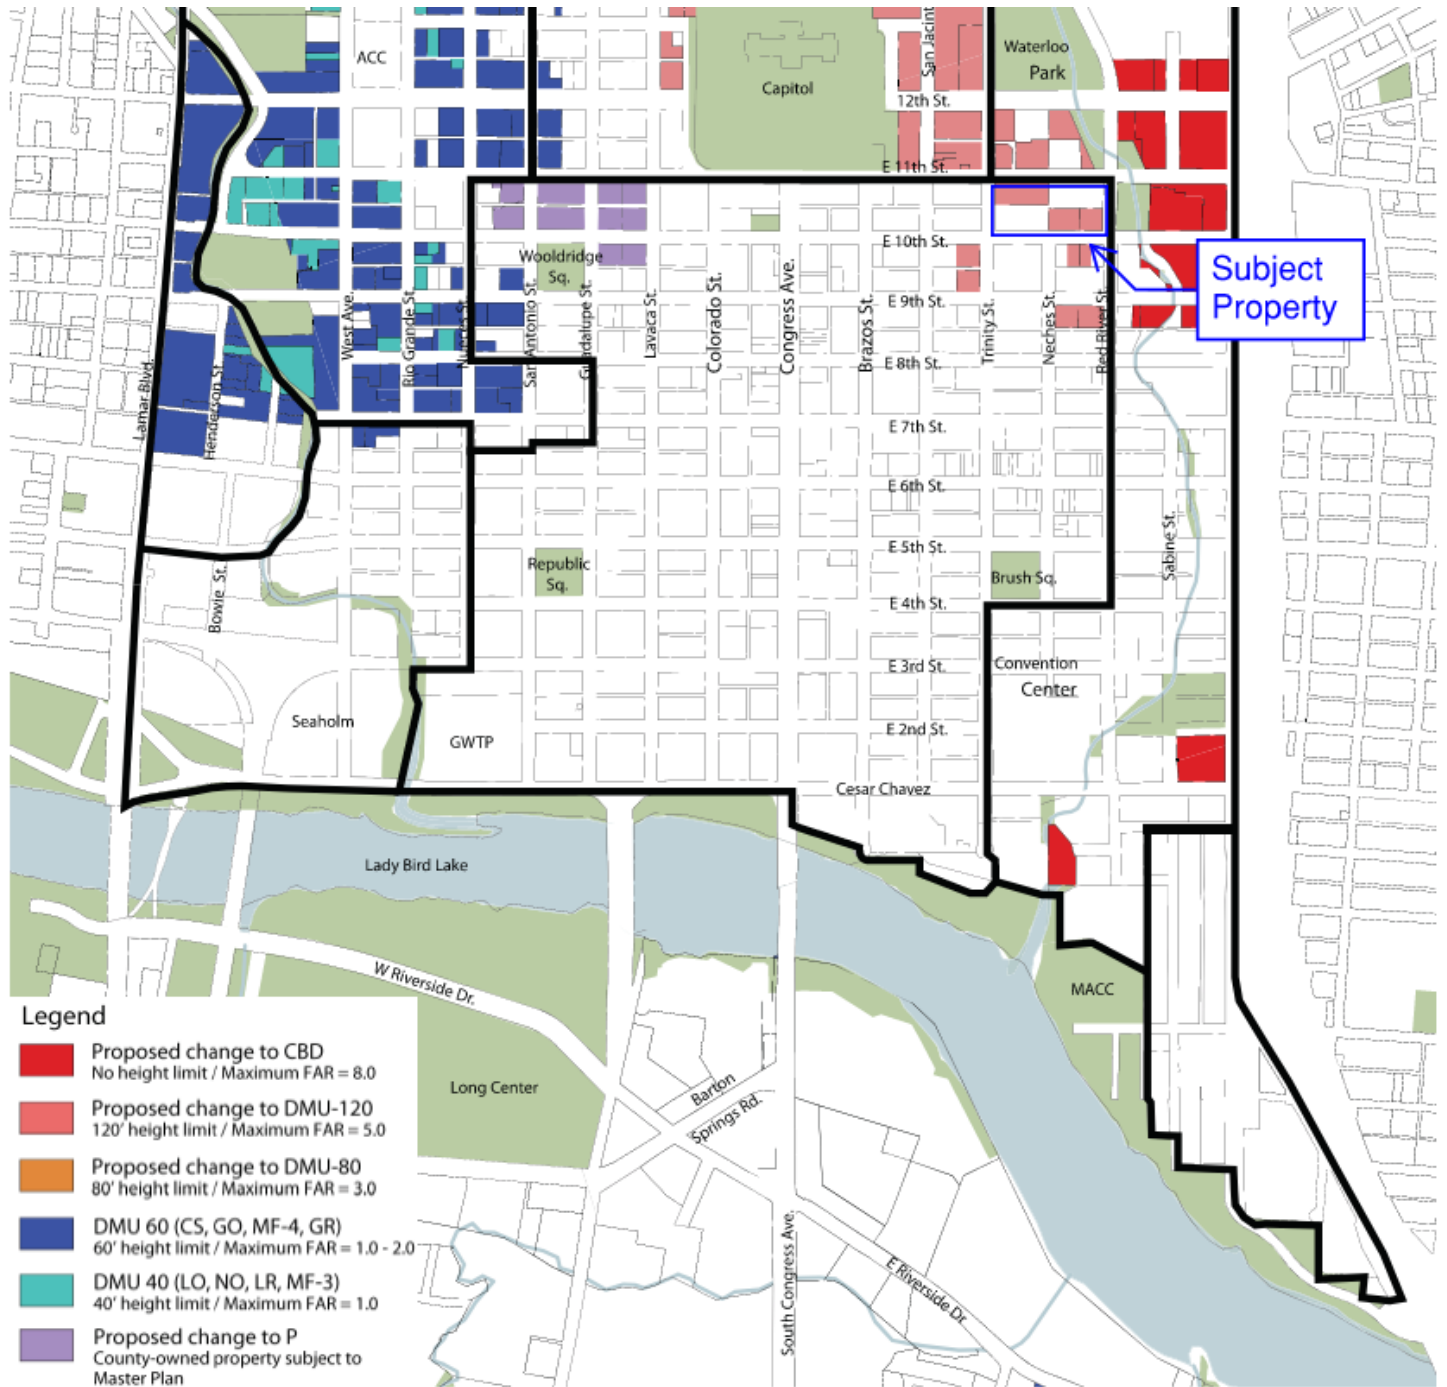 ACC
Capitol
San Jacint
Waterloo
Park
12th St.
E 11th St.
E 10th St.
Wooldridge
Sq.
Subject
Property
West Ave.
Rio Grande St.
Nueces St.
San Antonio St.
Guadalupe St.
Lavaca St.
Colorado St.
Congress Ave.
Brazos St.
E 9th St.
Trinity St.
Neches St.
Red River St.
E 8th St.
Lamar Blvd.
Henderson St.
E 7th St.
E 6th St.
E 5th St.
Republic
Sq.
Brush Sq.
Sabine St.
Bowie St.
E 4th St.
E 3rd St.
Convention
Center
Seaholm
GWTP
E 2nd St.
Cesar Chavez
Lady Bird Lake
W Riverside Dr.
MACC
Long Center
Barton
Springs Rd.
South Congress Ave.
E Riverside Dr.
Legend
Proposed change to CBD
No height limit / Maximum FAR = 8.0
Proposed change to DMU-120
120' height limit / Maximum FAR = 5.0
Proposed change to DMU-80
80' height limit / Maximum FAR = 3.0
DMU 60 (CS, GO, MF-4, GR)
60' height limit / Maximum FAR = 1.0 - 2.0
DMU 40 (LO, NO, LR, MF-3)
40' height limit / Maximum FAR = 1.0
Proposed change to P
County-owned property subject to
Master Plan